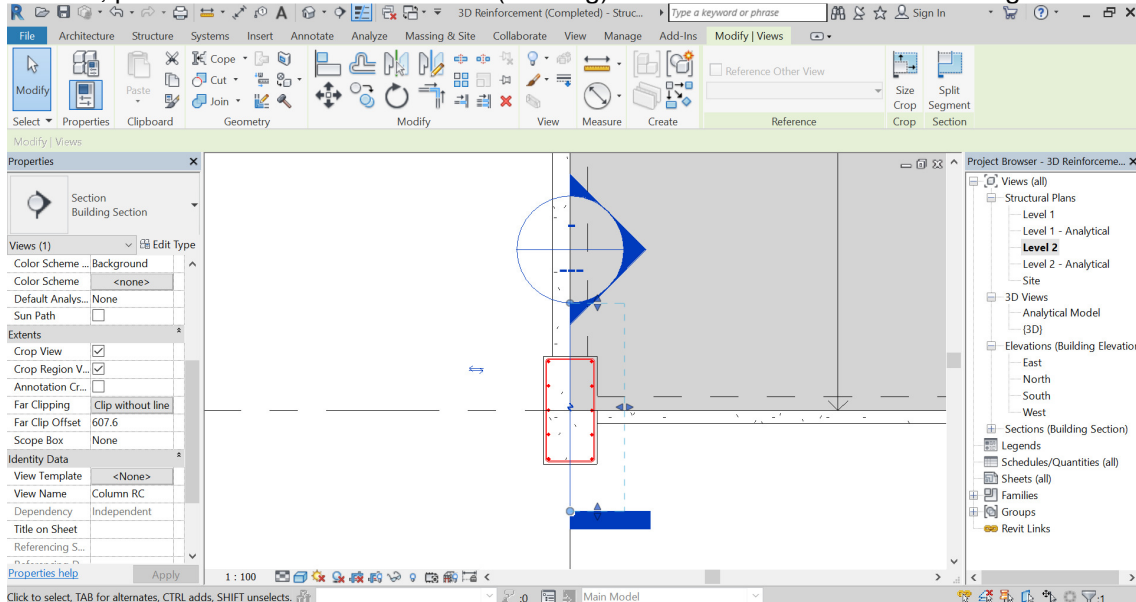 3D Reinforcement (Completed) - Struc...
Type a keyword or phrase
Sign In
File Architecture Structure Systems Insert Annotate Analyze Massing & Site Collaborate View Manage Add-Ins Modify | Views
Modify
Paste
Cope
Cut
Join
Reference Other View
Size Crop
Split Segment
Select Properties Clipboard Geometry Modify View Measure Create Reference Crop Section
Modify | Views
Properties
Section
Building Section
Views (1) Edit Type
Color Scheme ... Background
Color Scheme <none>
Default Analys... None
Sun Path
Extents
Crop View
Crop Region V...
Annotation Cr...
Far Clipping Clip without line
Far Clip Offset 607.6
Scope Box None
Identity Data
View Template <None>
View Name Column RC
Dependency Independent
Title on Sheet
Referencing S...
Properties help Apply
1 : 100
Project Browser - 3D Reinforceme...
Views (all)
Structural Plans
Level 1
Level 1 - Analytical
Level 2
Level 2 - Analytical
Site
3D Views
Analytical Model
{3D}
Elevations (Building Elevation
East
North
South
West
Sections (Building Section)
Legends
Schedules/Quantities (all)
Sheets (all)
Families
Groups
Revit Links
Click to select, TAB for alternates, CTRL adds, SHIFT unselects.
:0
Main Model
:1